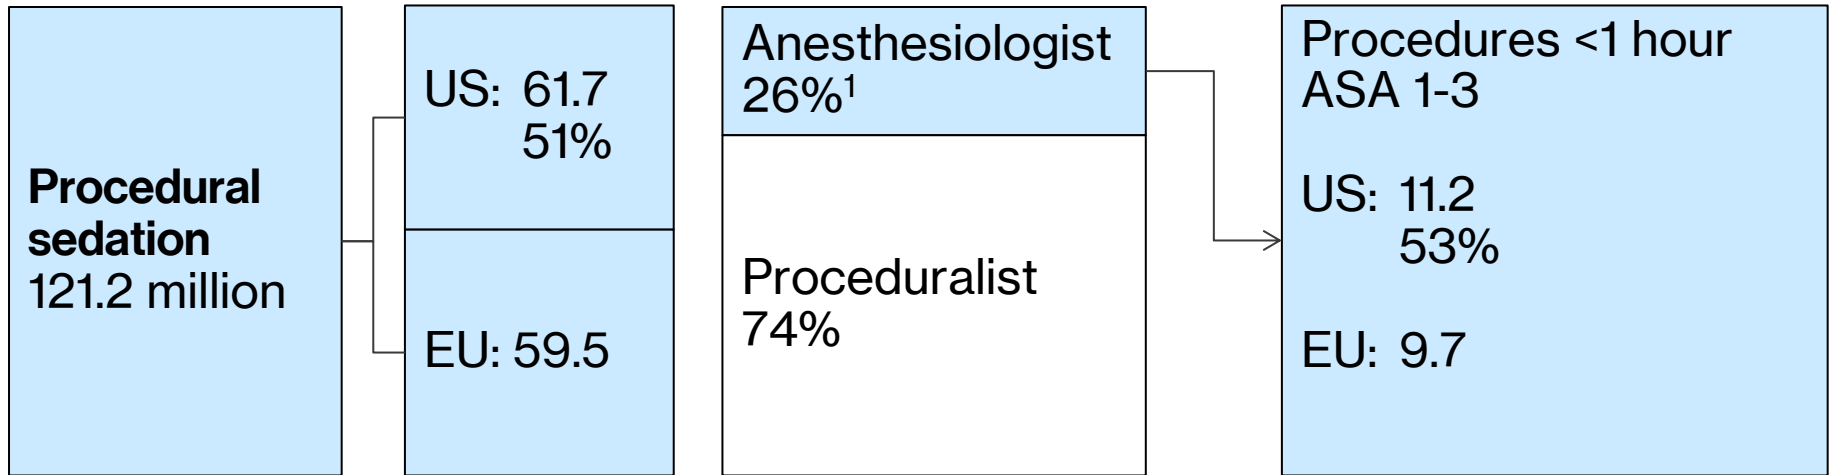 Procedural
sedation
121.2 million
US: 61.7
51%
EU: 59.5
Anesthesiologist
26%¹
Proceduralist
74%
Procedures <1 hour
ASA 1-3
US: 11.2
53%
EU: 9.7